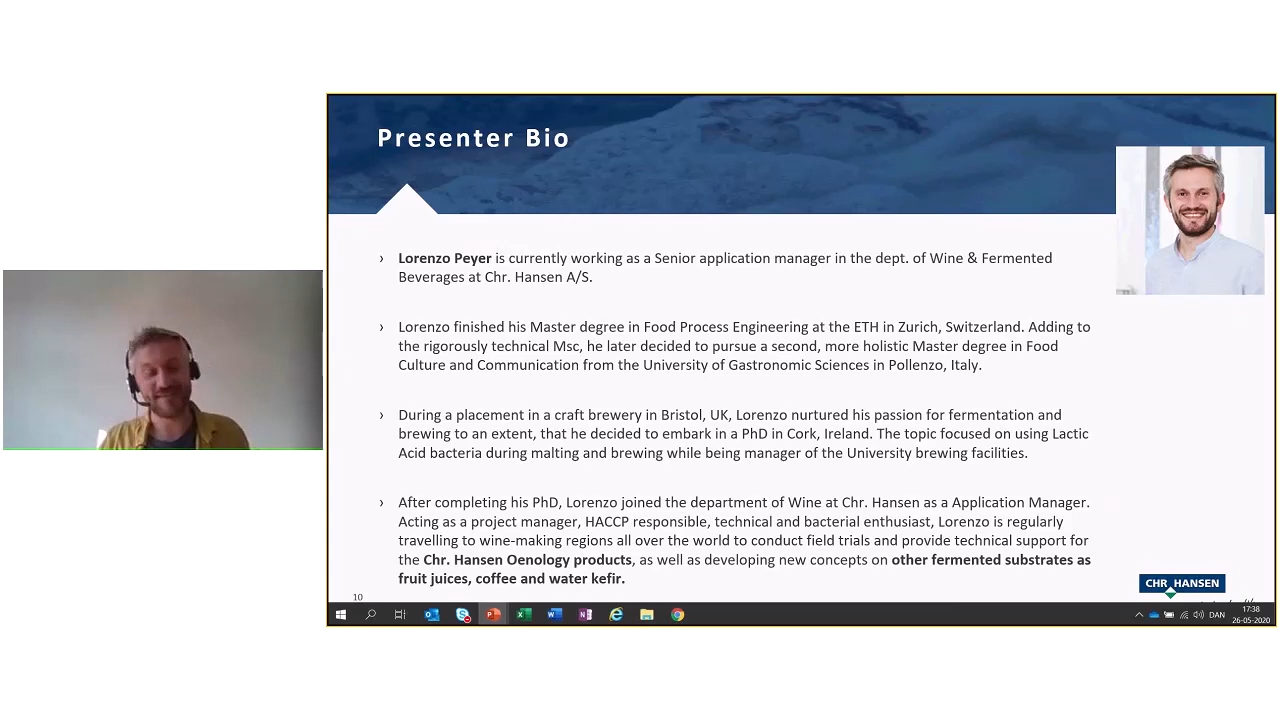 Presenter Bio
› Lorenzo Peyer is currently working as a Senior application manager in the dept. of Wine & Fermented
Beverages at Chr. Hansen A/S.
› Lorenzo finished his Master degree in Food Process Engineering at the ETH in Zurich, Switzerland. Adding to
the rigorously technical Msc, he later decided to pursue a second, more holistic Master degree in Food
Culture and Communication from the University of Gastronomic Sciences in Pollenzo, Italy.
› During a placement in a craft brewery in Bristol, UK, Lorenzo nurtured his passion for fermentation and
brewing to an extent, that he decided to embark in a PhD in Cork, Ireland. The topic focused on using Lactic
Acid bacteria during malting and brewing while being manager of the University brewing facilities.
› After completing his PhD, Lorenzo joined the department of Wine at Chr. Hansen as a Application Manager.
Acting as a project manager, HACCP responsible, technical and bacterial enthusiast, Lorenzo is regularly
travelling to wine-making regions all over the world to conduct field trials and provide technical support for
the Chr. Hansen Oenology products, as well as developing new concepts on other fermented substrates as
fruit juices, coffee and water kefir.
CHR HANSEN
10
DAN
17:38
26-05-2020